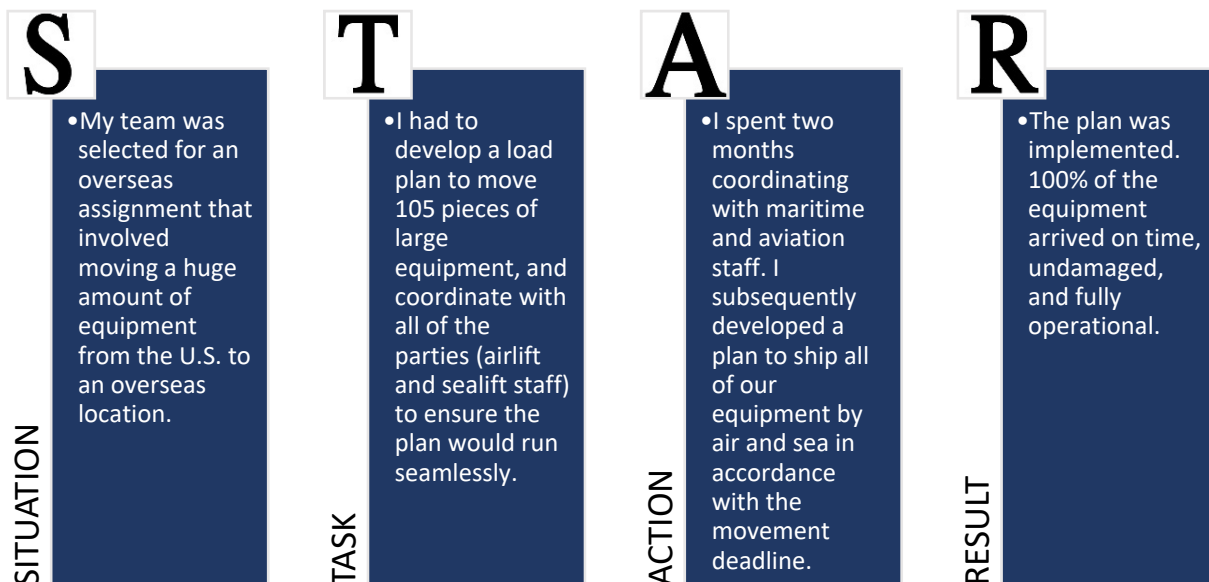 S
•My team was
selected for an
overseas
assignment that
involved
moving a huge
amount of
equipment
from the U.S. to
an overseas
location.
SITUATION
T
•I had to
develop a load
plan to move
105 pieces of
large
equipment, and
coordinate with
all of the
parties (airlift
and sealift staff)
to ensure the
plan would run
seamlessly.
TASK
A
•I spent two
months
coordinating
with maritime
and aviation
staff. I
subsequently
developed a
plan to ship all
of our
equipment by
air and sea in
accordance
with the
movement
deadline.
ACTION
R
•The plan was
implemented.
100% of the
equipment
arrived on time,
undamaged,
and fully
operational.
RESULT